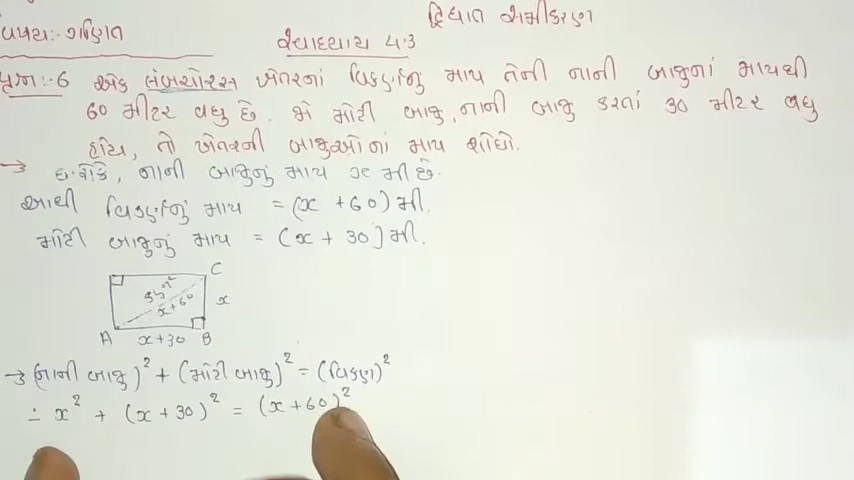 દ્વિઘાત સમીકરણ
વિષય:- ગણિત
સ્વાધ્યાય 4.3
પ્રશ્ન:-6 એક લંબચોરસ ખેતરનાં વિકર્ણનું માપ તેની નાની બાજુનાં માપથી
60 મીટર વધુ છે. જો મોટી બાજુ, નાની બાજુ કરતાં 30 મીટર વધુ
હોય, તો ખેતરની બાજુઓનાં માપ શોધો.
→ ધારોકે, નાની બાજુનું માપ x મી છે.
આથી વિકર્ણનું માપ = (x + 60) મી.
મોટી બાજુનું માપ = (x + 30) મી.
C
x + 60
x
A x + 30 B
→ (નાની બાજુ)² + (મોટી બાજુ)² = (વિકર્ણ)²
∴ x² + (x + 30)² = (x + 60)²